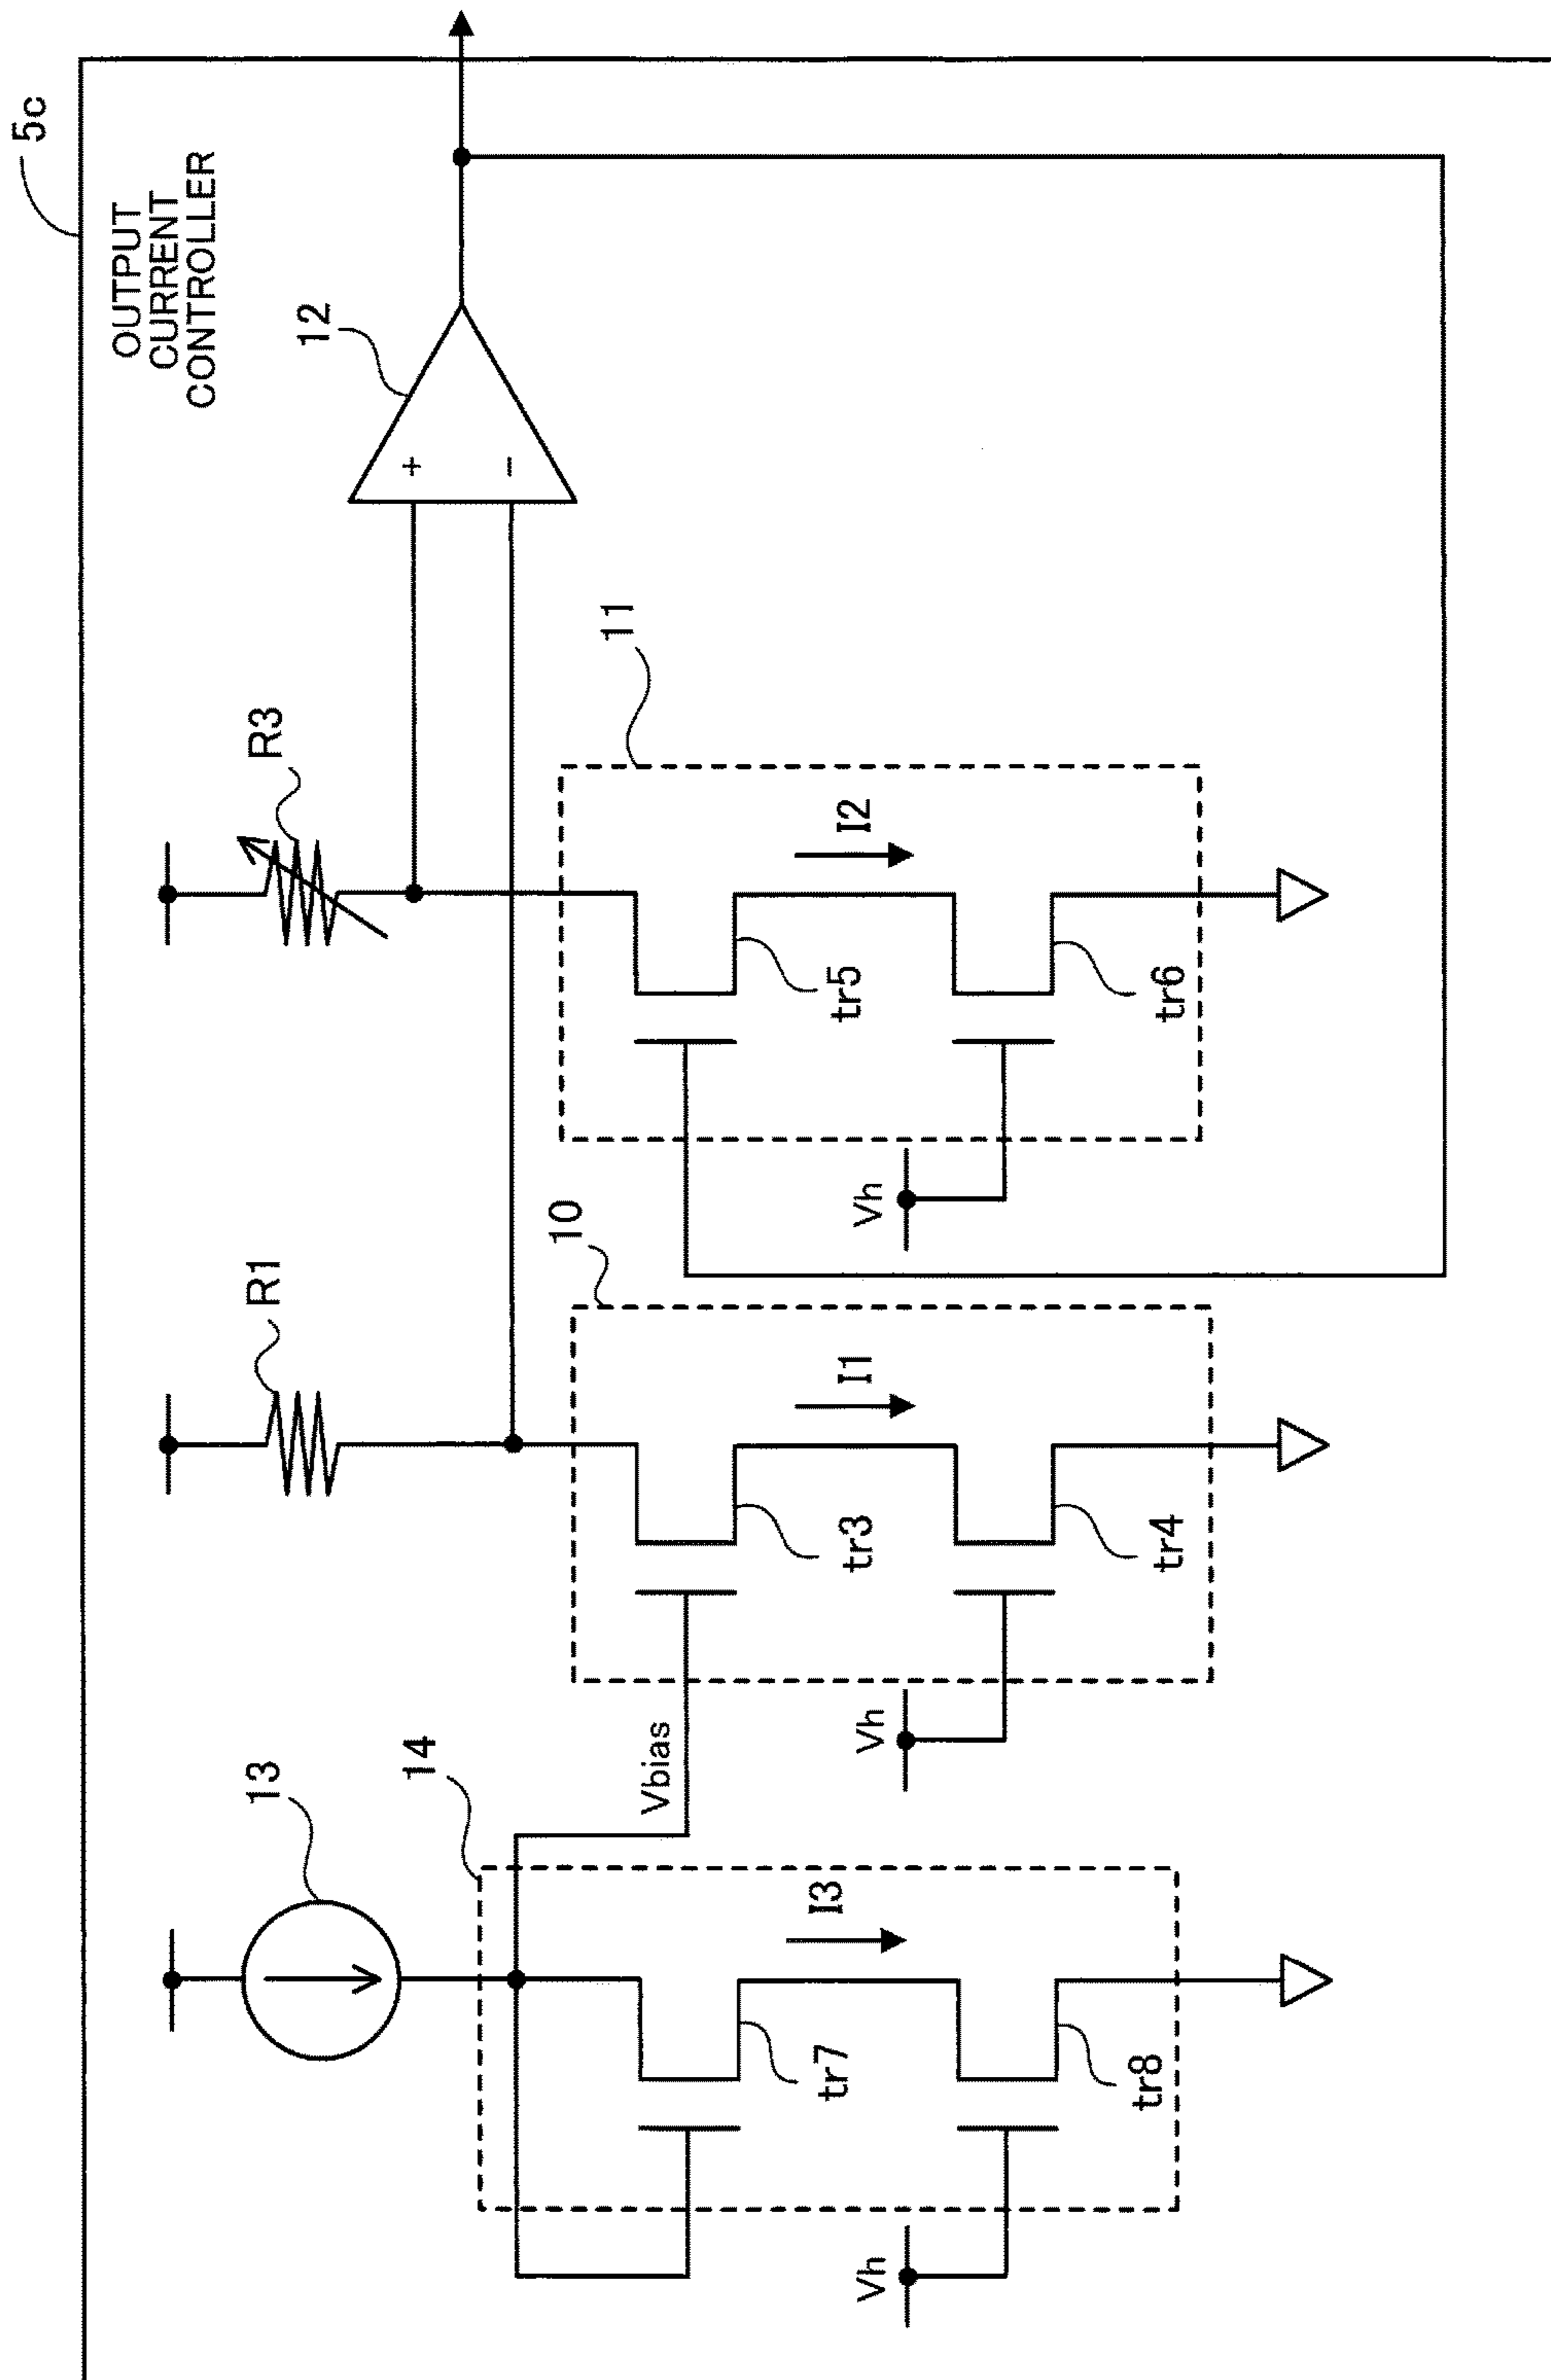 5c
OUTPUT
CURRENT
CONTROLLER
12
+
-
R3
R1
13
11
10
14
I2
I1
I3
Vbias
tr5
tr3
tr7
Vh
Vh
Vh
tr6
tr4
tr8